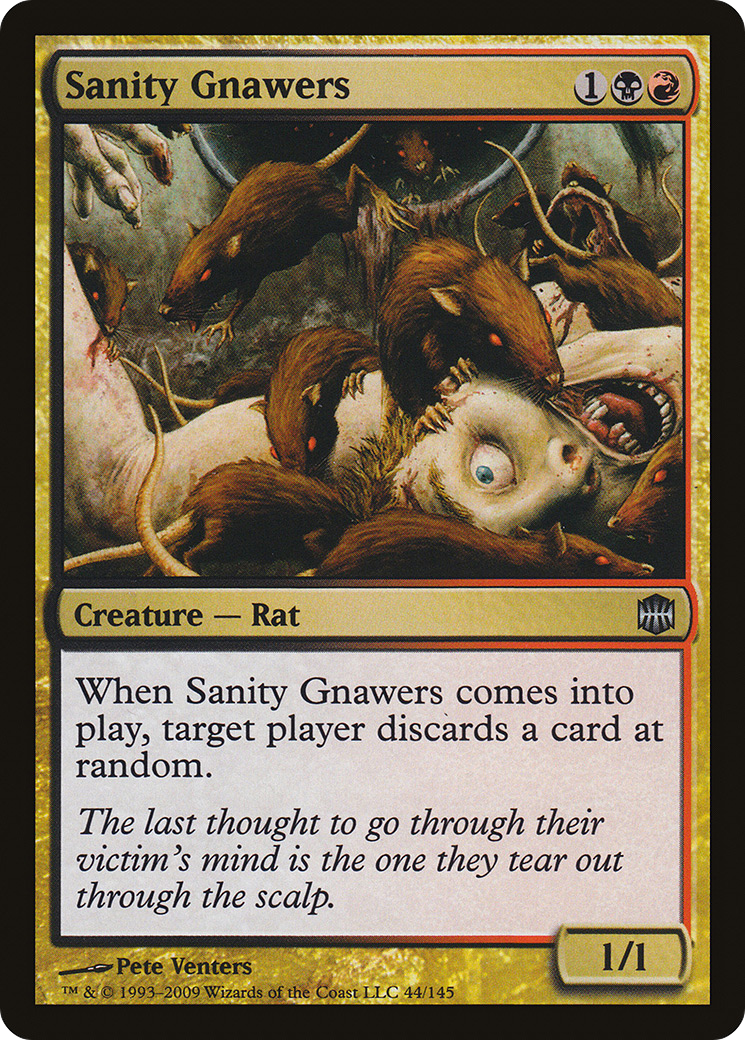 Sanity Gnawers 1
Creature — Rat
When Sanity Gnawers comes into
play, target player discards a card at
random.
The last thought to go through their
victim's mind is the one they tear out
through the scalp.
1/1
Pete Venters
™ & © 1993–2009 Wizards of the Coast LLC 44/145